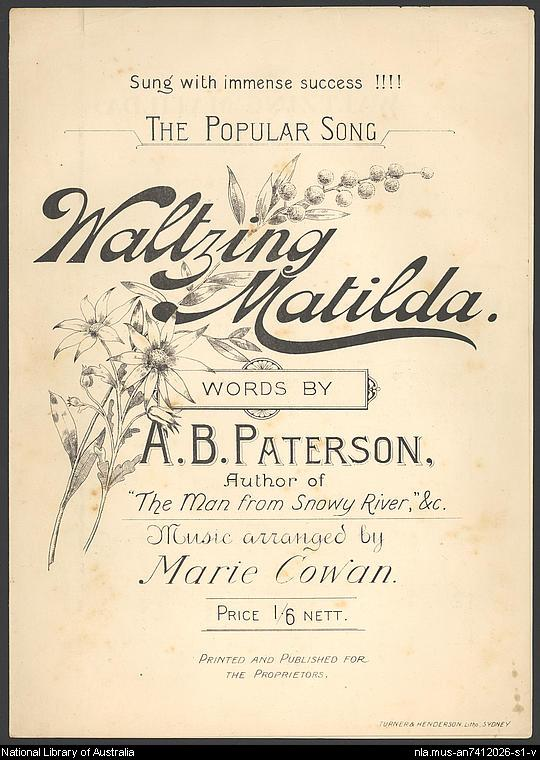 Sung with immense success !!!!
THE POPULAR SONG
Waltzing
Matilda.
WORDS BY
A.B. PATERSON,
Author of
"The Man from Snowy River," &c.
Music arranged by
Marie Cowan.
PRICE 1/6 NETT.
PRINTED AND PUBLISHED FOR
THE PROPRIETORS.
TURNER & HENDERSON. Litho. SYDNEY
National Library of Australia
nla.mus-an7412026-s1-v